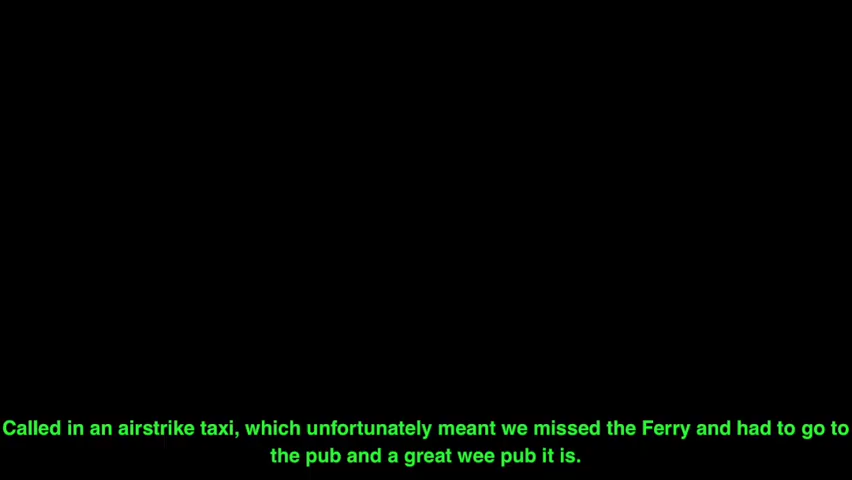 Called in an airstrike taxi, which unfortunately meant we missed the Ferry and had to go to
the pub and a great wee pub it is.